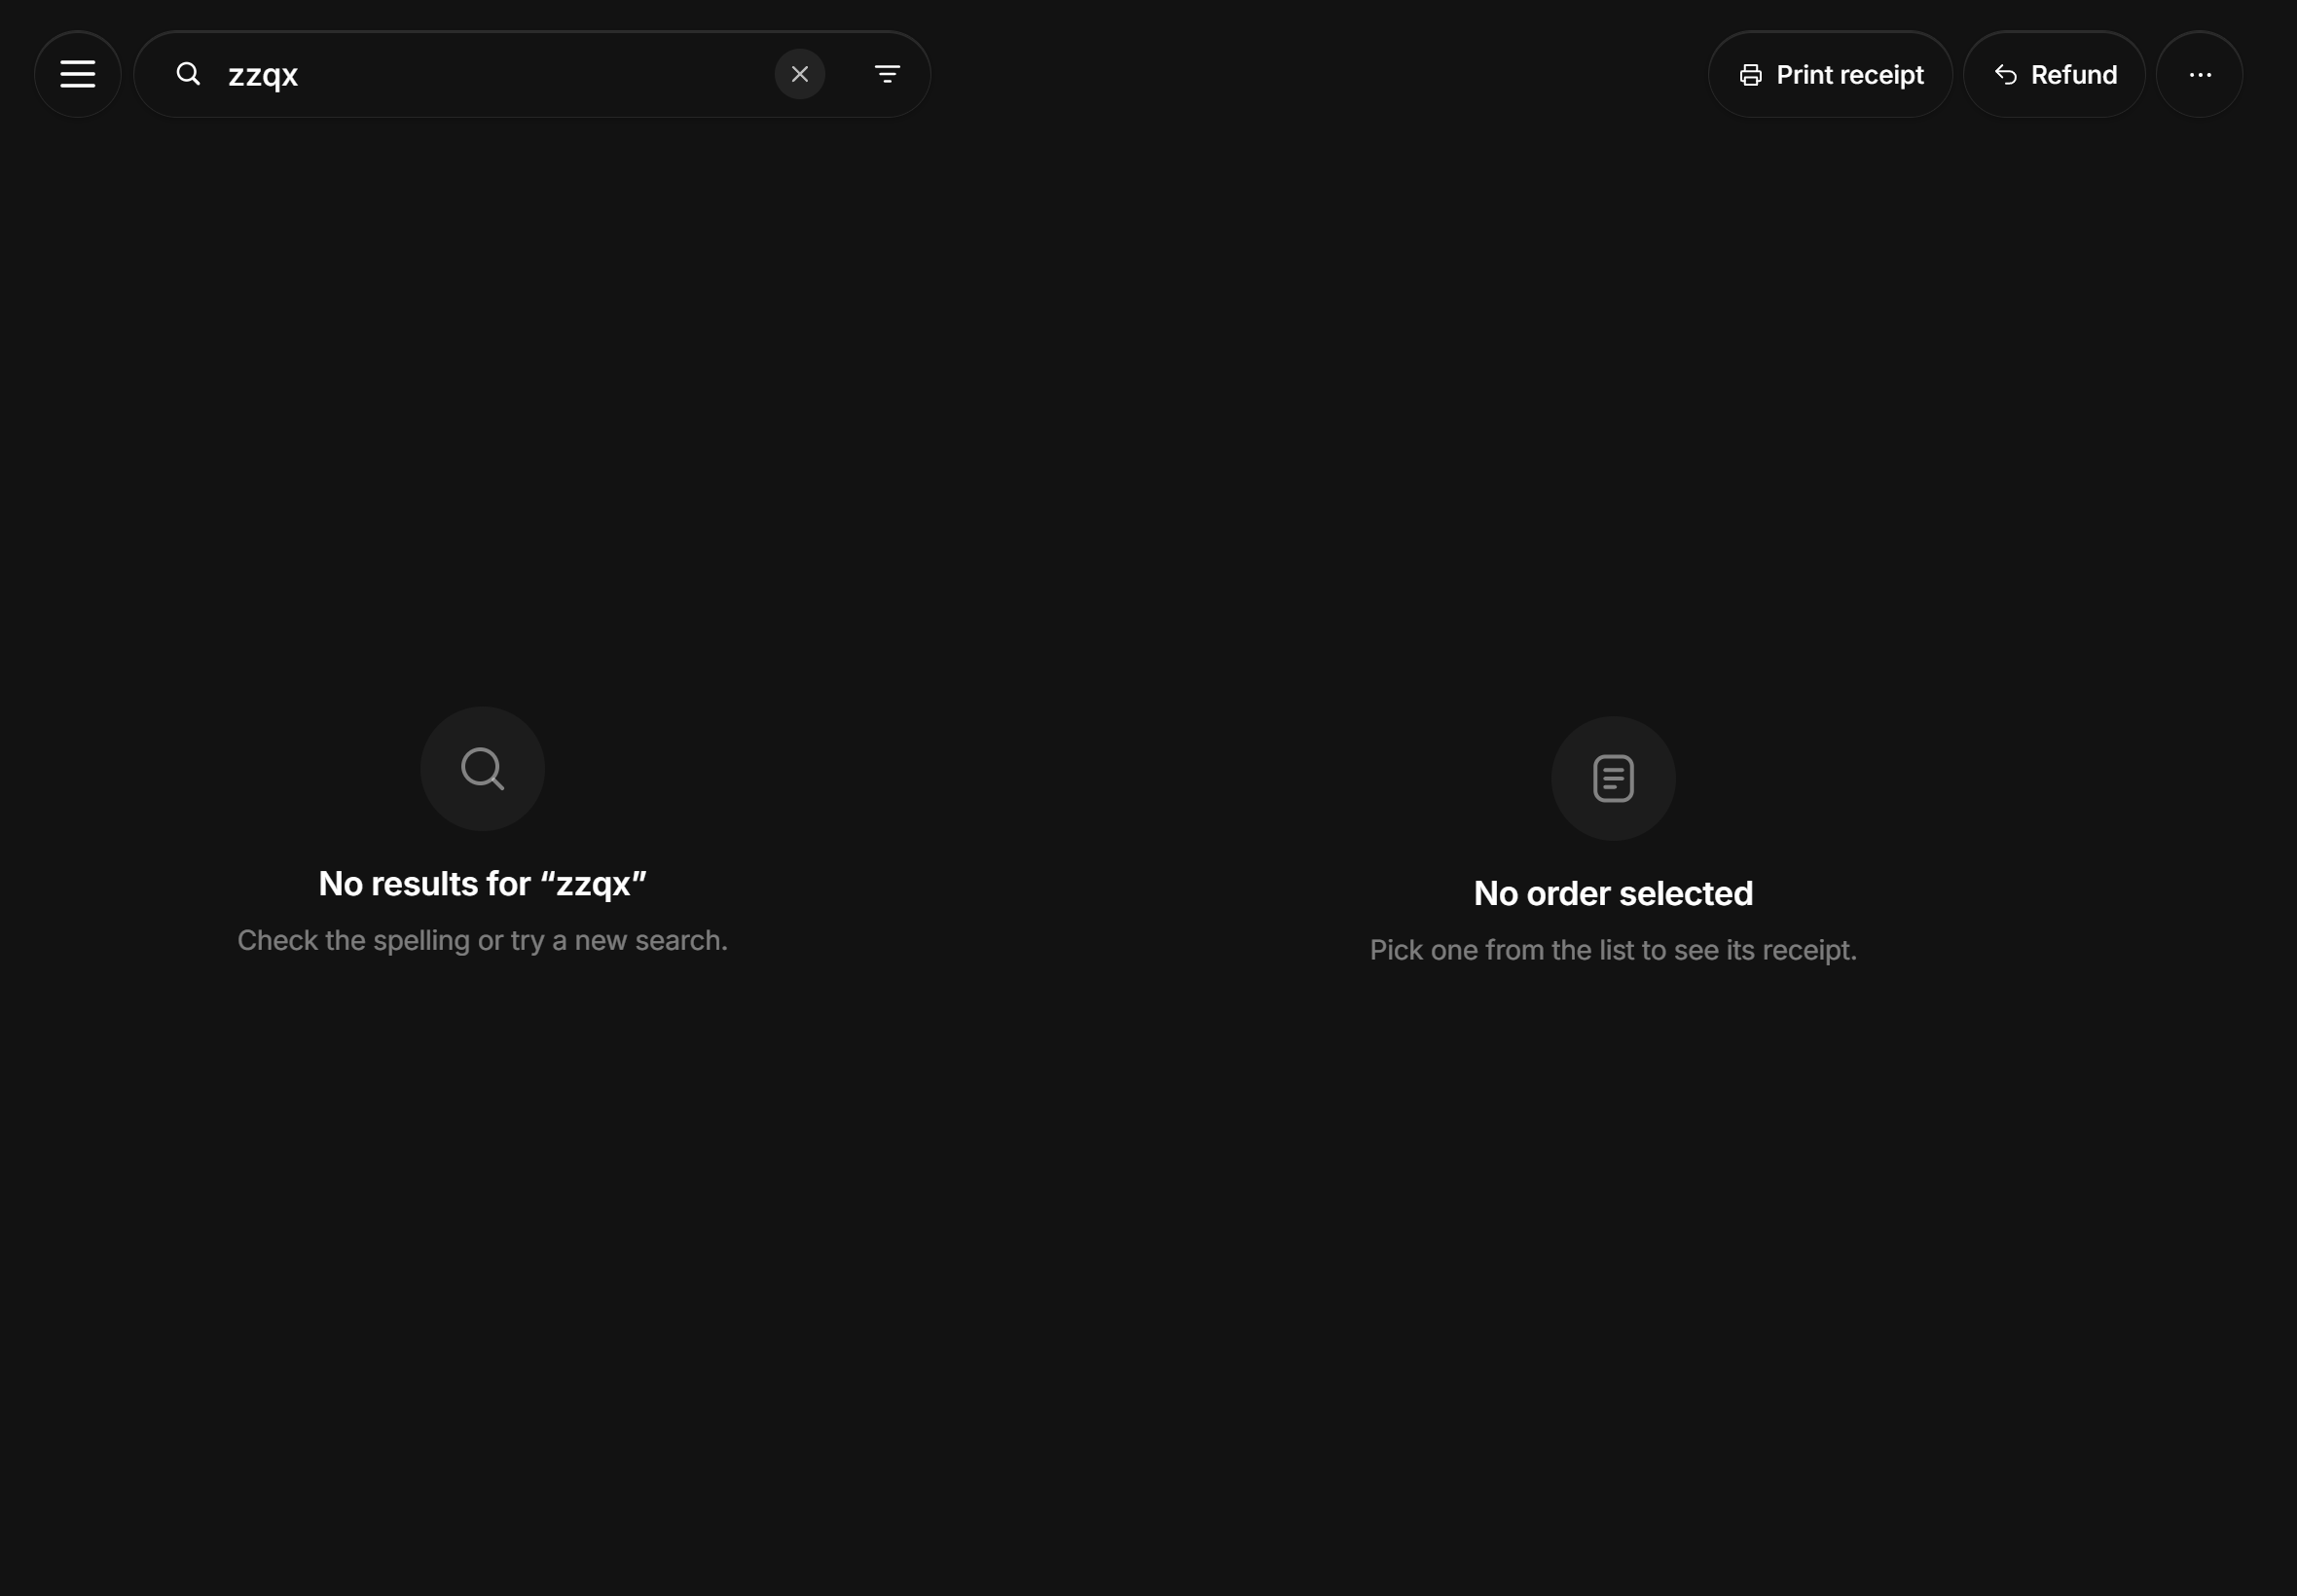 zzqx
Print receipt
Refund
No results for “zzqx”
Check the spelling or try a new search.
No order selected
Pick one from the list to see its receipt.